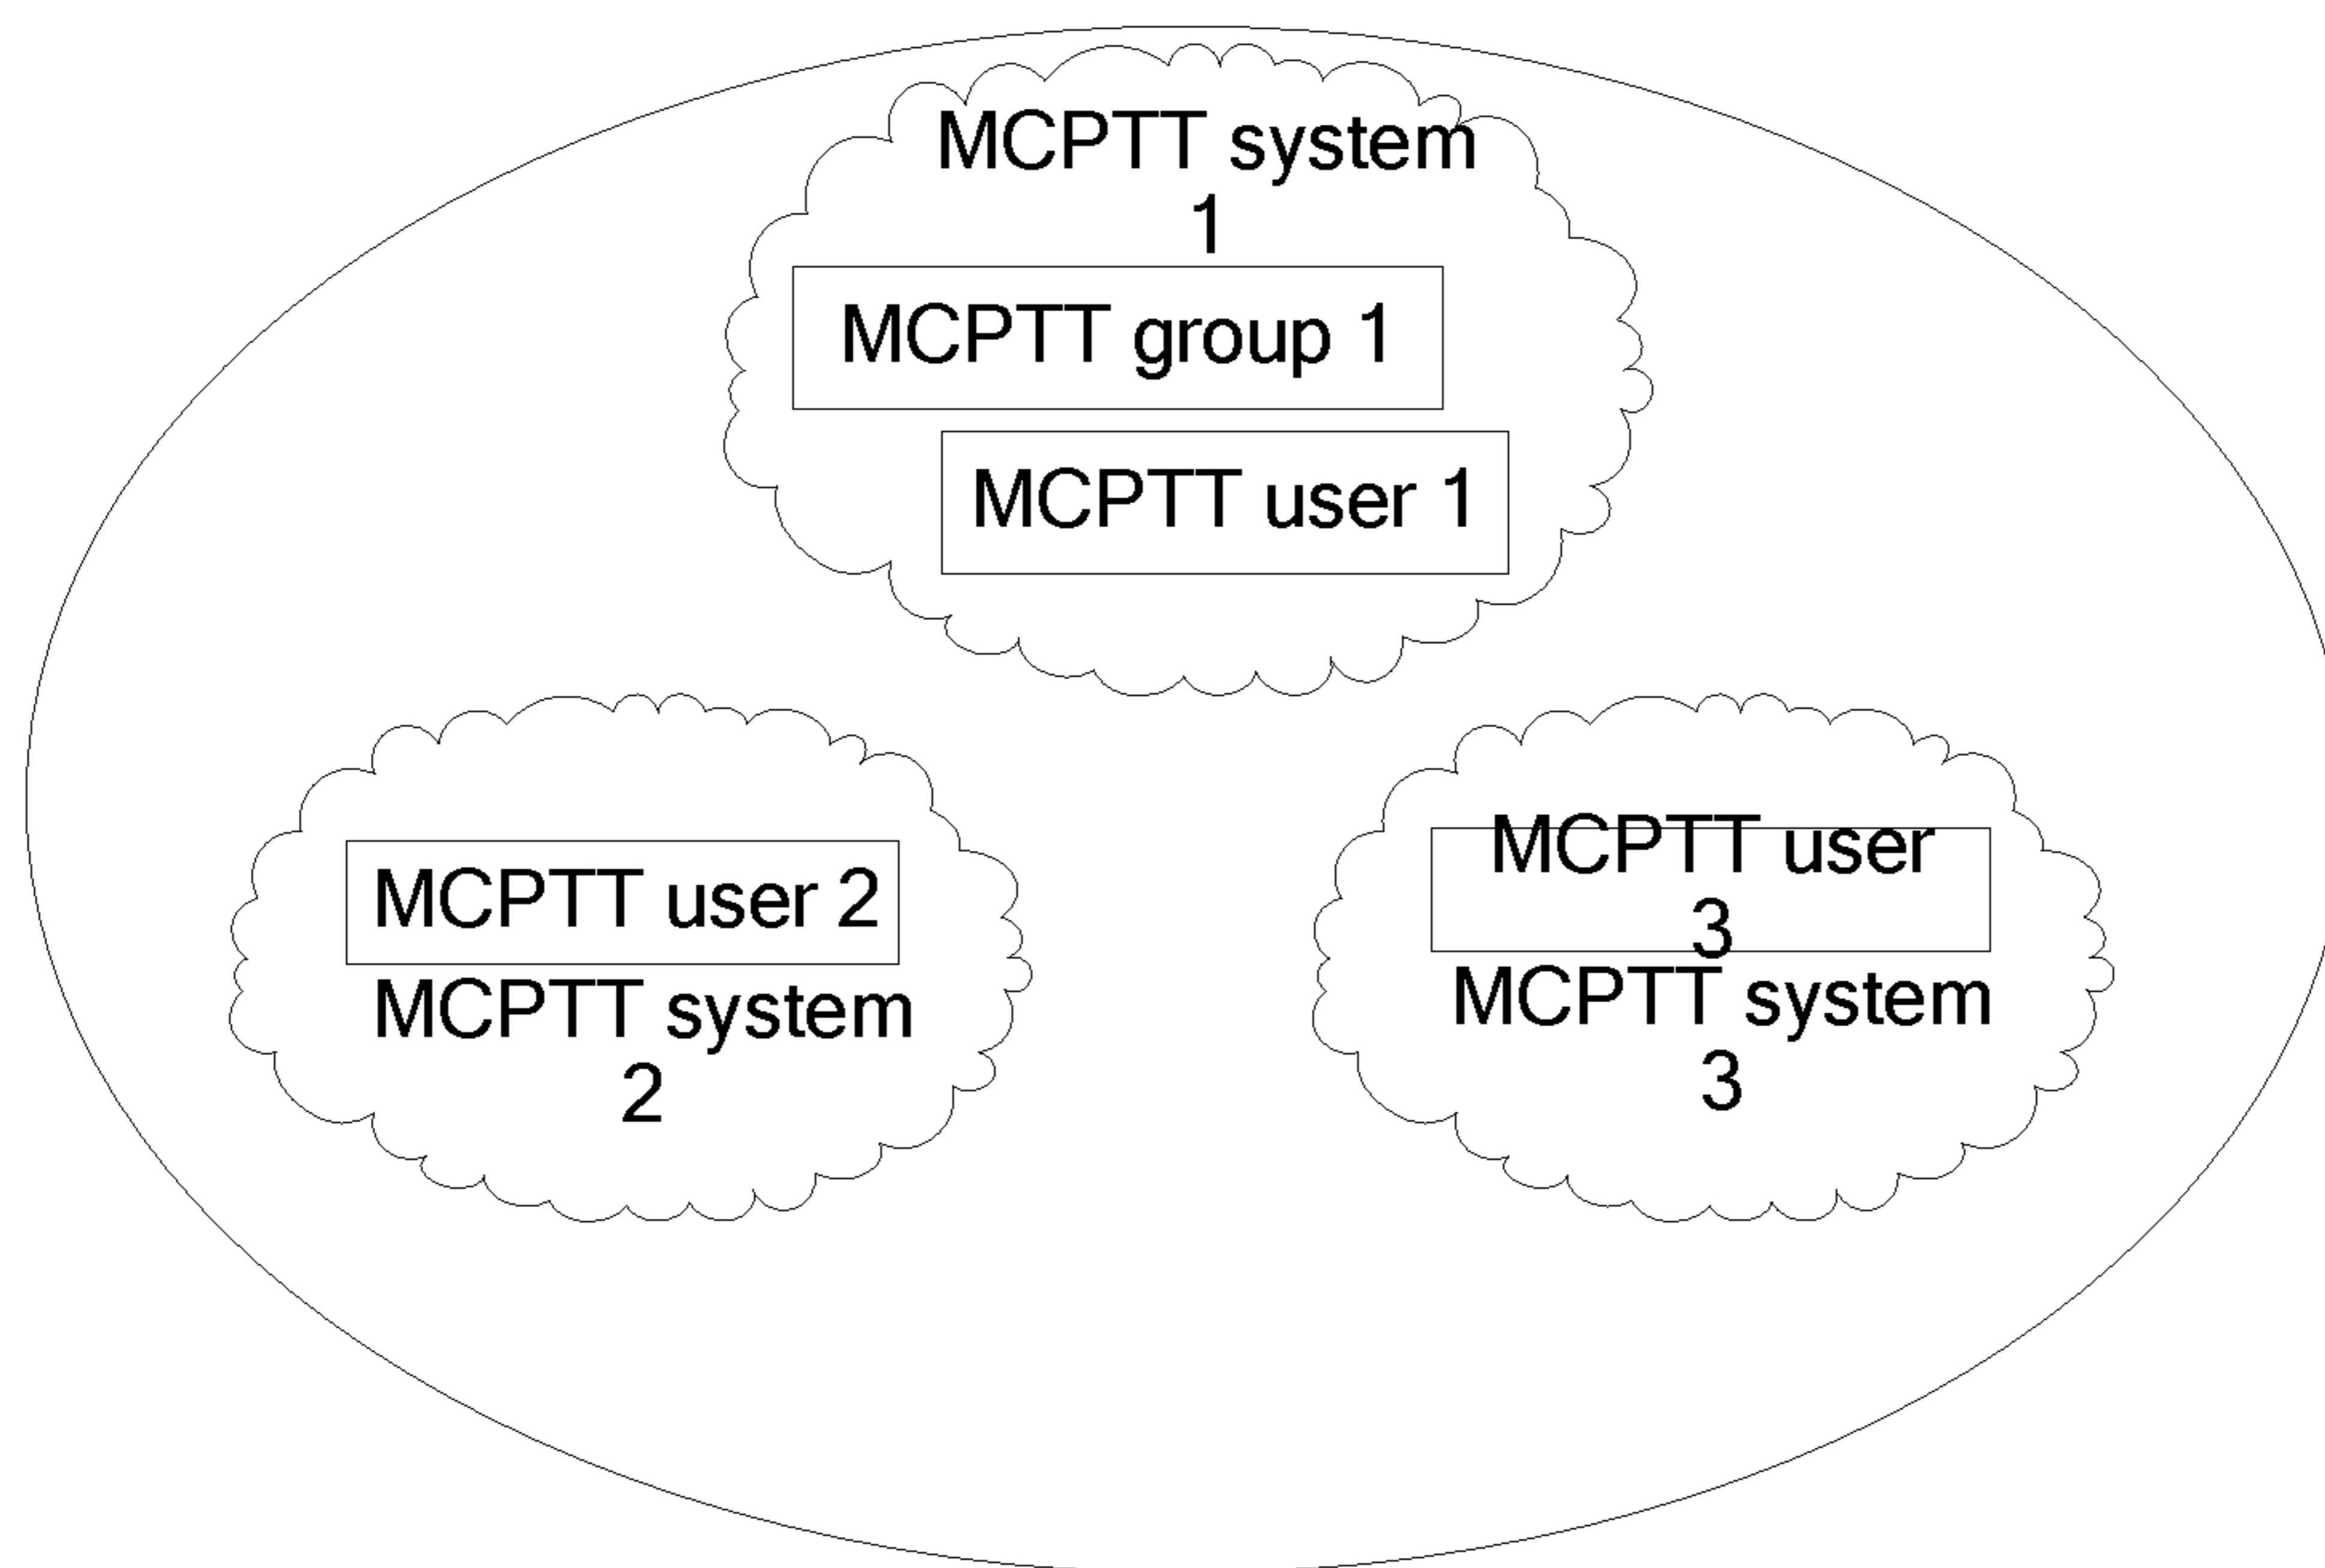 MCPTT system
1
MCPTT group 1
MCPTT user 1
MCPTT user 2
MCPTT system
2
MCPTT user
3
MCPTT system
3